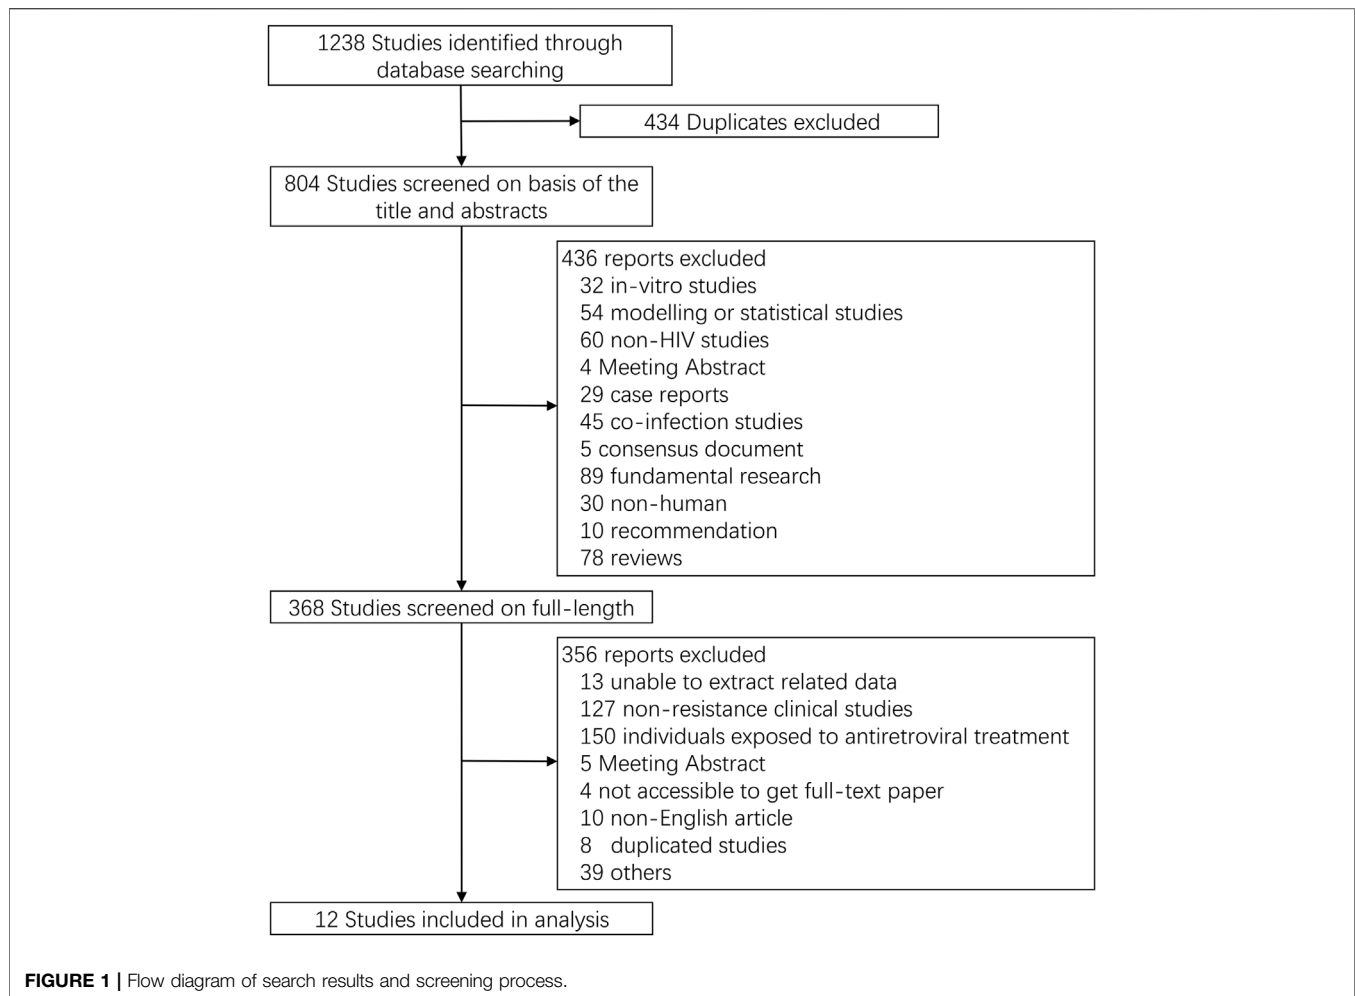 1238 Studies identified through
database searching
434 Duplicates excluded
804 Studies screened on basis of the
title and abstracts
436 reports excluded
32 in-vitro studies
54 modelling or statistical studies
60 non-HIV studies
4 Meeting Abstract
29 case reports
45 co-infection studies
5 consensus document
89 fundamental research
30 non-human
10 recommendation
78 reviews
368 Studies screened on full-length
356 reports excluded
13 unable to extract related data
127 non-resistance clinical studies
150 individuals exposed to antiretroviral treatment
5 Meeting Abstract
4 not accessible to get full-text paper
10 non-English article
8 duplicated studies
39 others
12 Studies included in analysis
FIGURE 1 | Flow diagram of search results and screening process.